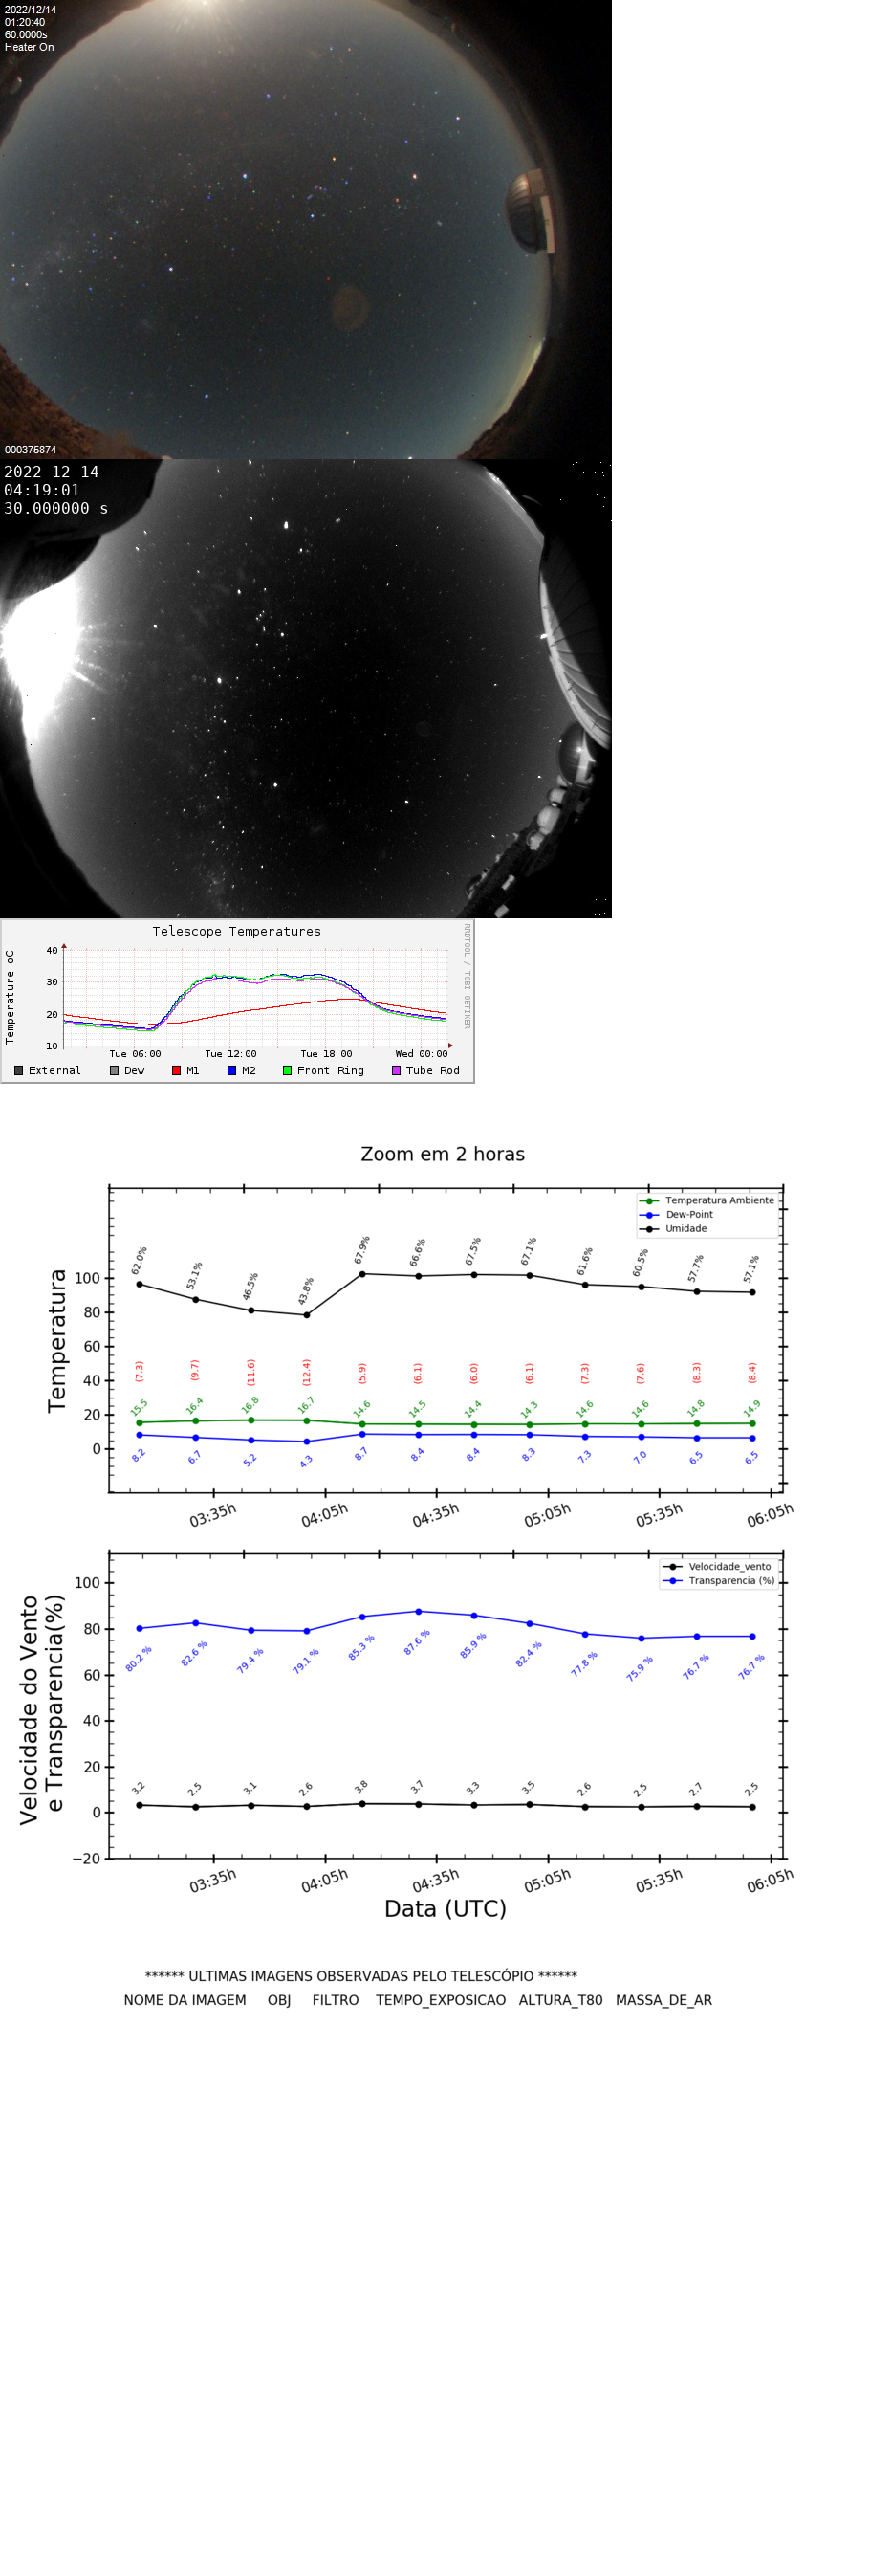 2022/12/14
01:20:40
60.0000s
Heater On
000375874
2022-12-14
04:19:01
30.000000 s
Telescope Temperatures
RRDTOOL / TOBI OETIKER
Temperature oC
40
30
20
10
Tue 06:00 Tue 12:00 Tue 18:00 Wed 00:00
External Dew M1 M2 Front Ring Tube Rod
Zoom em 2 horas
Temperatura Ambiente
Dew-Point
Umidade
Temperatura
100
80
60
40
20
0
62.0% 53.1% 46.5% 43.8% 67.9% 66.6% 67.5% 67.1% 61.6% 60.5% 57.7% 57.1%
(7.3) (9.7) (11.6) (12.4) (5.9) (6.1) (6.0) (6.1) (7.3) (7.6) (8.3) (8.4)
15.5 16.4 16.8 16.7 14.6 14.5 14.4 14.3 14.6 14.6 14.8 14.9
8.2 6.7 5.2 4.3 8.7 8.4 8.4 8.3 7.3 7.0 6.5 6.5
03:35h 04:05h 04:35h 05:05h 05:35h 06:05h
Velocidade_vento
Transparencia (%)
Velocidade do Vento
e Transparencia(%)
100
80
60
40
20
0
−20
80.2 % 82.6 % 79.4 % 79.1 % 85.3 % 87.6 % 85.9 % 82.4 % 77.8 % 75.9 % 76.7 % 76.7 %
3.2 2.5 3.1 2.6 3.8 3.7 3.3 3.5 2.6 2.5 2.7 2.5
03:35h 04:05h 04:35h 05:05h 05:35h 06:05h
Data (UTC)
****** ULTIMAS IMAGENS OBSERVADAS PELO TELESCÓPIO ******
NOME DA IMAGEM OBJ FILTRO TEMPO_EXPOSICAO ALTURA_T80 MASSA_DE_AR